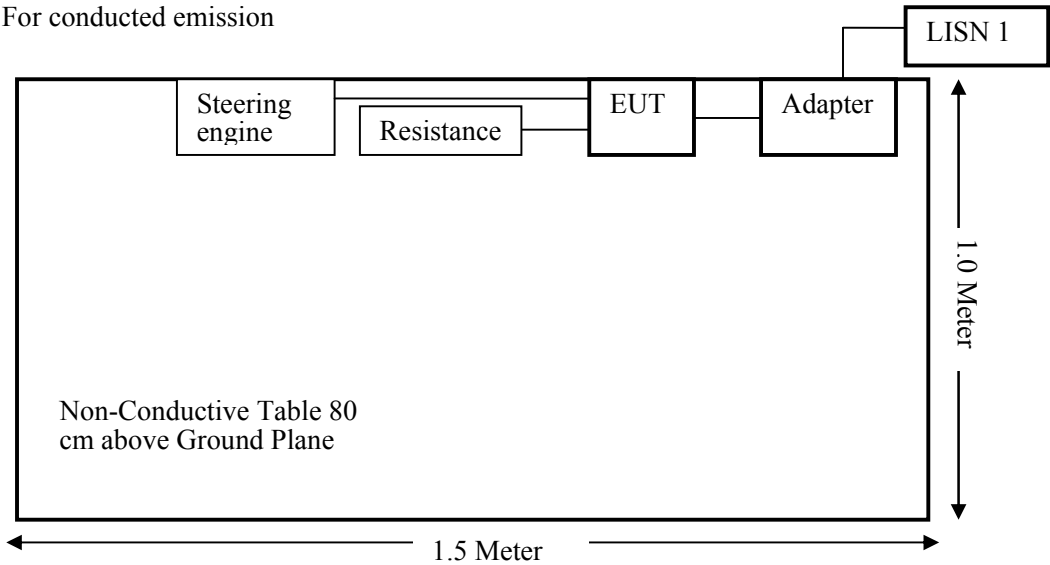 For conducted emission
LISN 1
Steering
engine
Resistance
EUT
Adapter
1.0 Meter
Non-Conductive Table 80
cm above Ground Plane
1.5 Meter